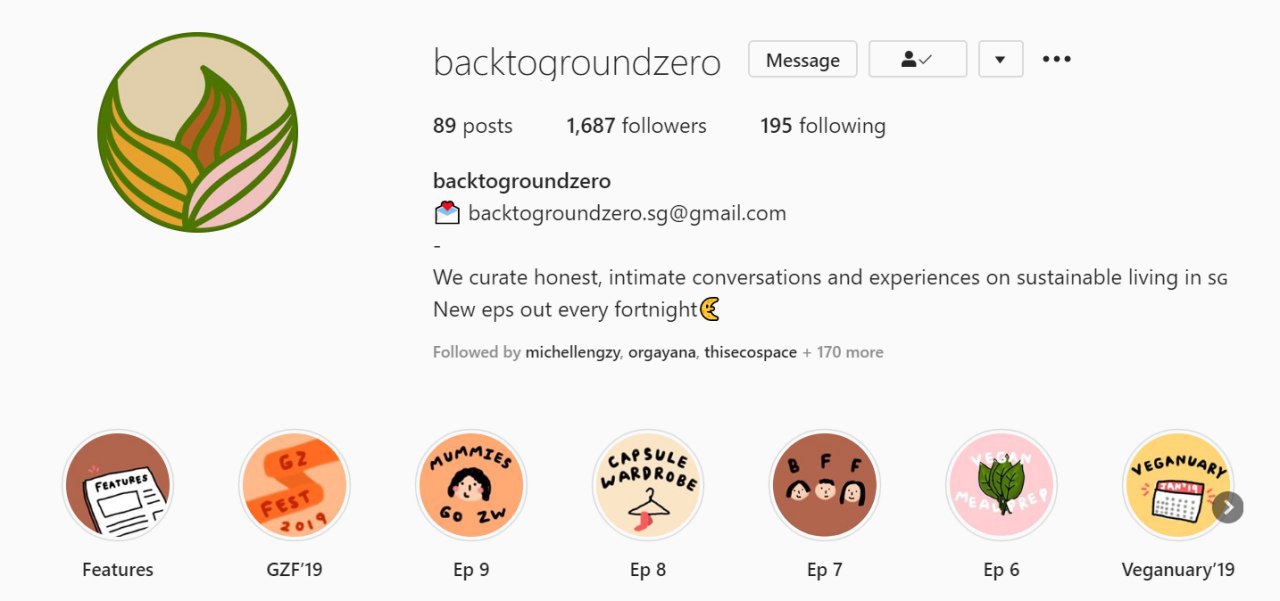 backtogroundzero Message
89 posts 1,687 followers 195 following
backtogroundzero
backtogroundzero.sg@gmail.com
-
We curate honest, intimate conversations and experiences on sustainable living in sɢ
New eps out every fortnight
Followed by michellengzy, orgayana, thisecospace + 170 more
FEATURES
GZ
FEST
2019
MUMMIES
GO ZW
CAPSULE
WARDROBE
B F F
VEGAN
MEAL PREP
VEGANUARY
JAN'19
Features GZF'19 Ep 9 Ep 8 Ep 7 Ep 6 Veganuary'19